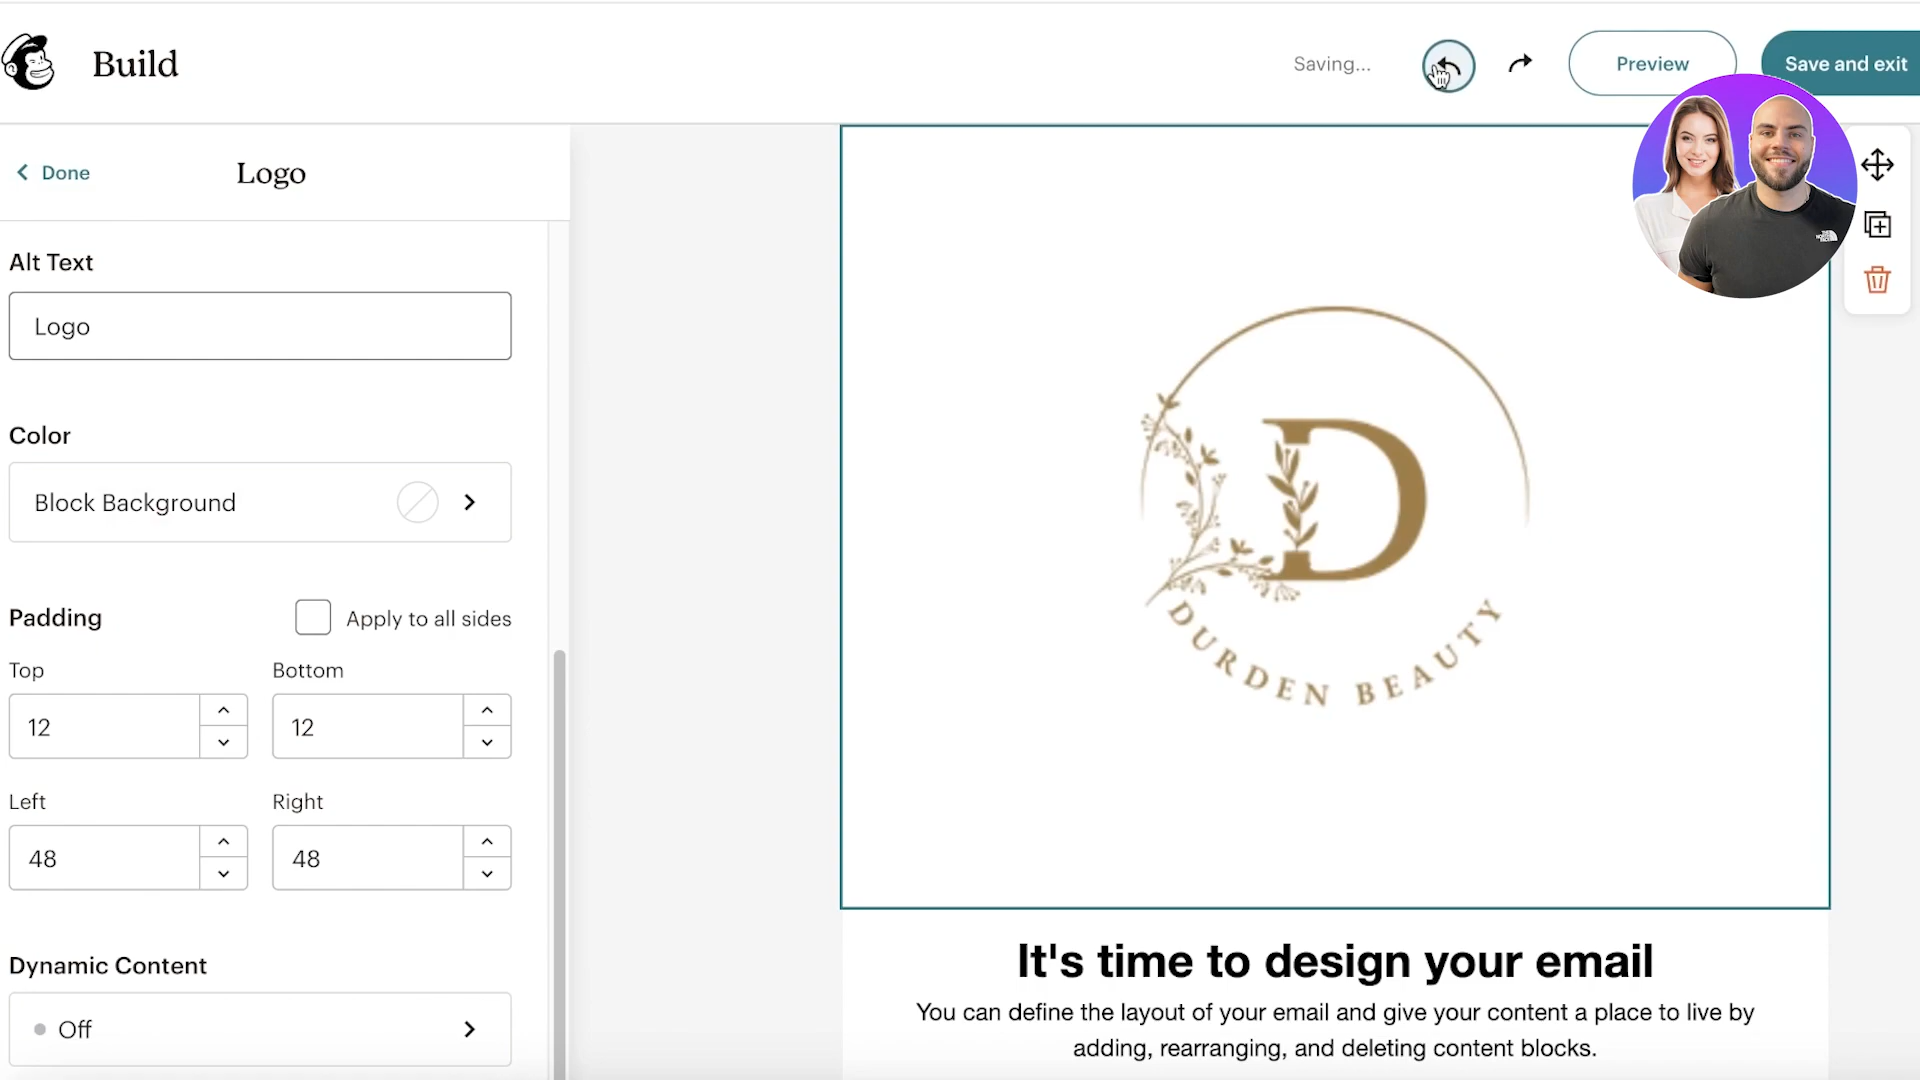 Build
Saving...
Preview
Save and exit
Done
Logo
Alt Text
Logo
Color
Block Background
Padding
Apply to all sides
Top
Bottom
12
12
Left
Right
48
48
Dynamic Content
Off
D
DURDEN BEAUTY
It's time to design your email
You can define the layout of your email and give your content a place to live by
adding, rearranging, and deleting content blocks.